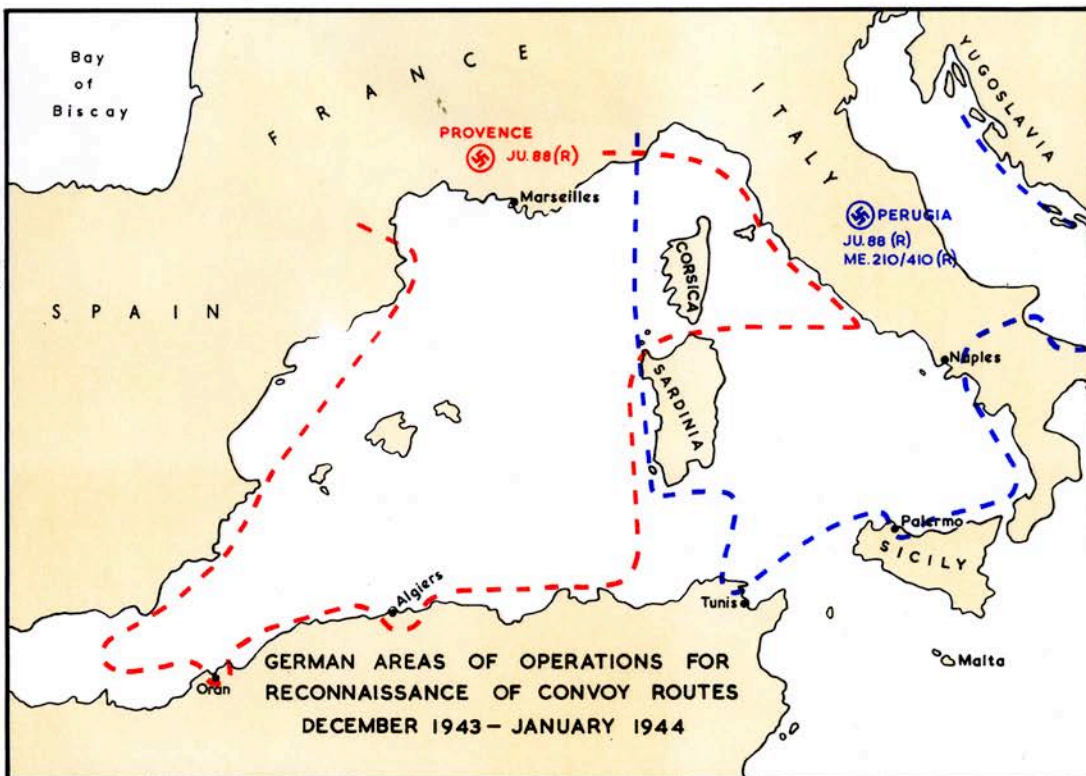 Bay
of
Biscay
FRANCE
ITALY
YUGOSLAVIA
PROVENCE
JU. 88 (R)
Marseilles
PERUGIA
JU. 88 (R)
ME. 210/410 (R)
CORSICA
SPAIN
Naples
SARDINIA
Palermo
SICILY
Algiers
Tunis
Malta
Oran
GERMAN AREAS OF OPERATIONS FOR
RECONNAISSANCE OF CONVOY ROUTES
DECEMBER 1943 – JANUARY 1944